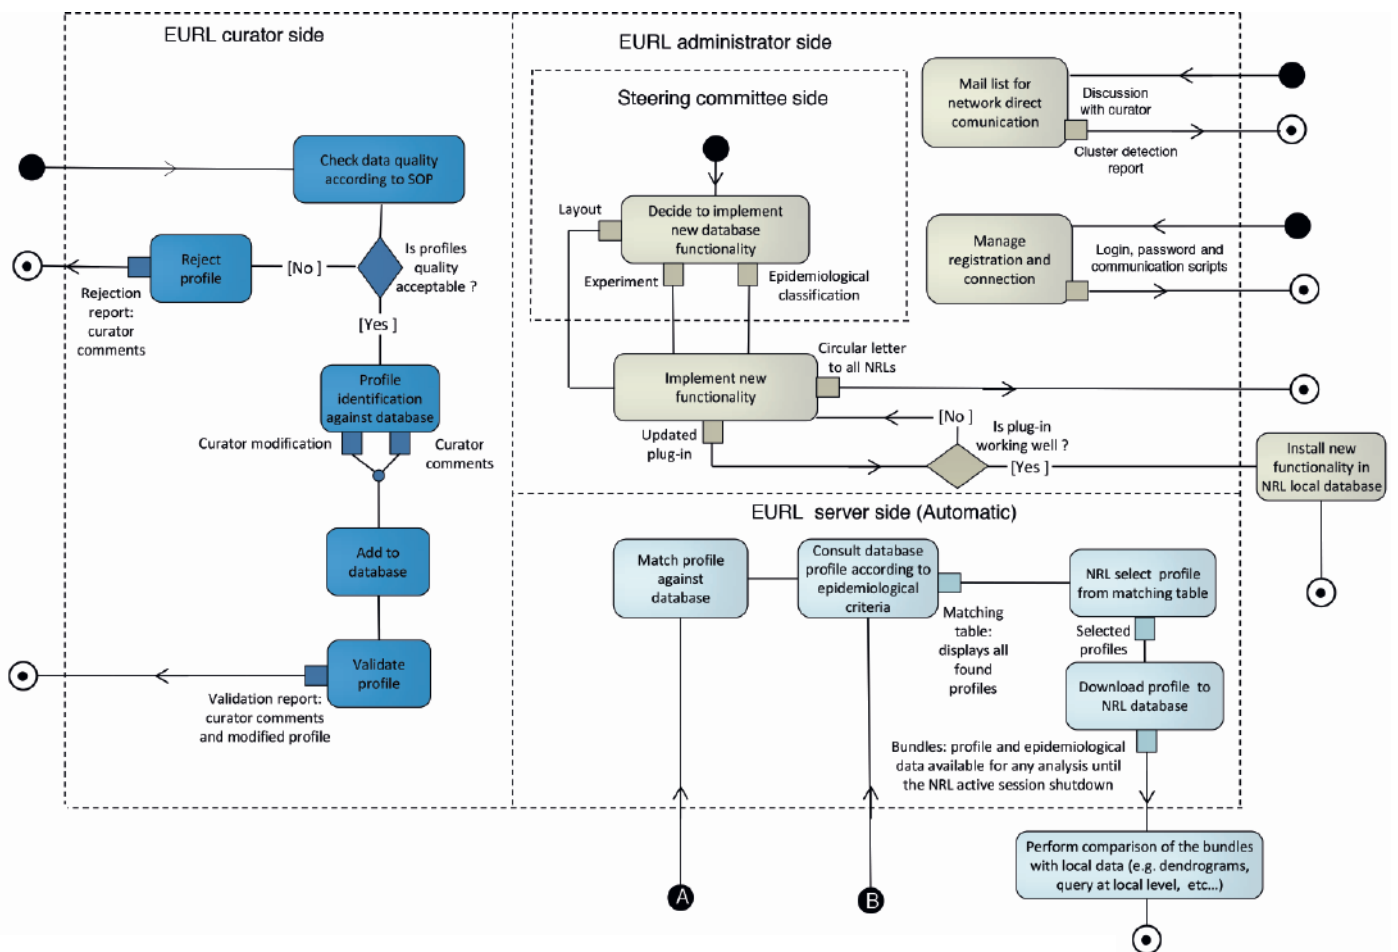 EURL curator side
Check data quality
according to SOP
Is profiles
quality
acceptable ?
[No ]
Reject
profile
Rejection
report:
curator
comments
[Yes ]
Profile
identification
against database
Curator modification
Curator
comments
Add to
database
Validate
profile
Validation report:
curator comments
and modified profile
EURL administrator side
Steering committee side
Layout
Decide to implement
new database
functionality
Experiment
Epidemiological
classification
Implement new
functionality
Circular letter
to all NRLs
Updated
plug-in
[No ]
Is plug-in
working well ?
[Yes ]
Mail list for
network direct
comunication
Discussion
with curator
Cluster detection
report
Manage
registration and
connection
Login, password and
communication scripts
Install new
functionality in
NRL local database
EURL server side (Automatic)
Match profile
against
database
Consult database
profile according to
epidemiological
criteria
Matching
table:
displays all
found
profiles
NRL select profile
from matching table
Selected
profiles
Download profile to
NRL database
Bundles: profile and epidemiological
data available for any analysis until
the NRL active session shutdown
Perform comparison of the bundles
with local data (e.g. dendrograms,
query at local level, etc...)
A
B